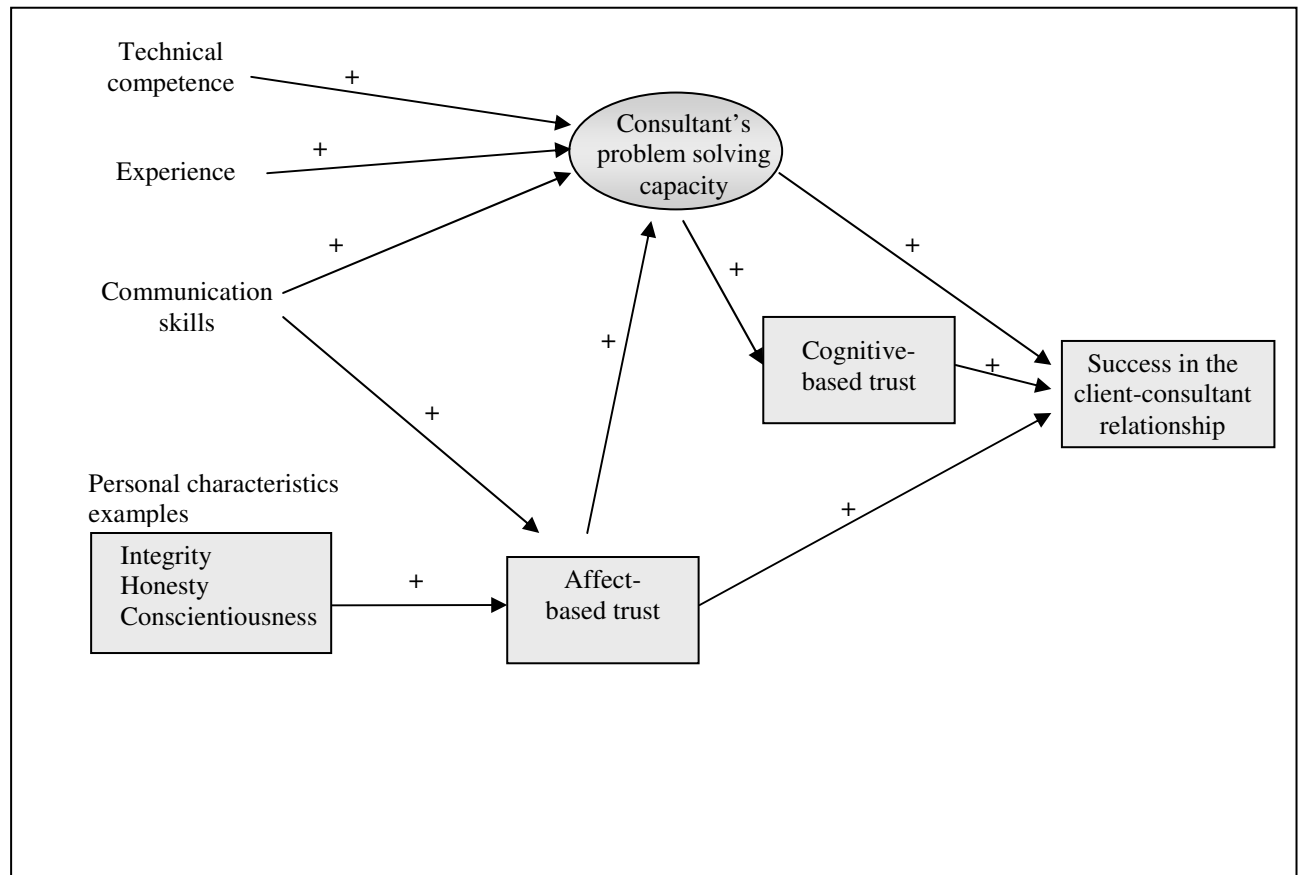 Technical
competence
+
Experience
+
Communication
skills
+
+
Consultant's
problem solving
capacity
+
+
+
Cognitive-
based trust
+
Success in the
client-consultant
relationship
Personal characteristics
examples
Integrity
Honesty
Conscientiousness
+
Affect-
based trust
+